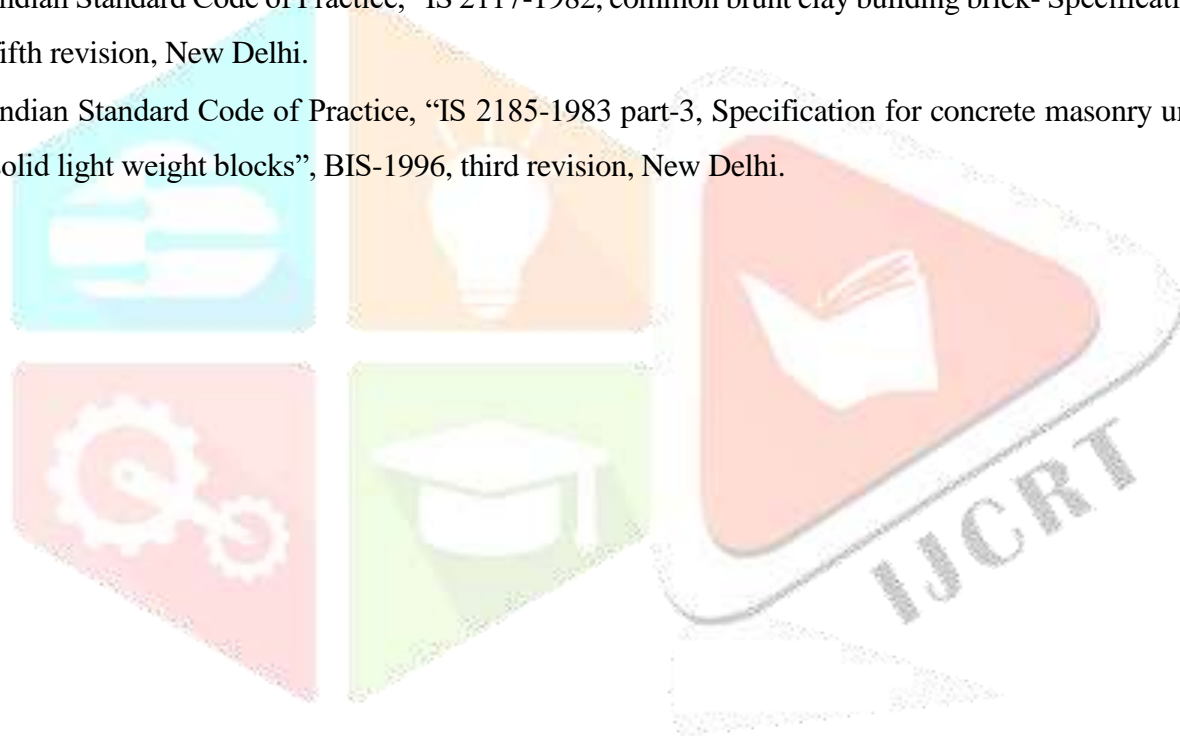 ndian Standard Code of Practice, "IS 2117-1982, common brunt clay building brick- Specificati
ifth revision, New Delhi.
ndian Standard Code of Practice, “IS 2185-1983 part-3, Specification for concrete masonry u
olid light weight blocks”, BIS-1996, third revision, New Delhi.
IJCRT